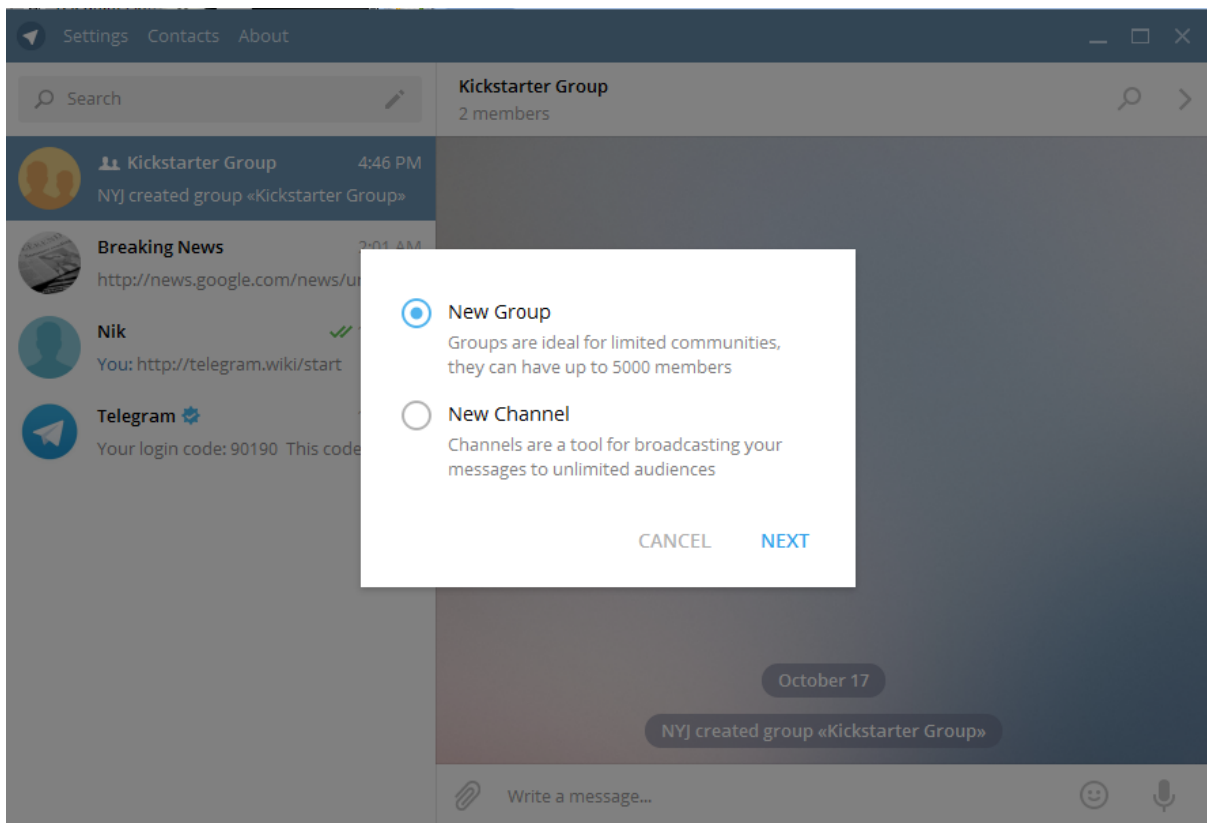 Settings Contacts About
Search
Kickstarter Group
2 members
Kickstarter Group 4:46 PM
NYJ created group «Kickstarter Group»
Breaking News 2:01 AM
http://news.google.com/news/
Nik
You: http://telegram.wiki/start
Telegram
Your login code: 90190 This code
New Group
Groups are ideal for limited communities,
they can have up to 5000 members
New Channel
Channels are a tool for broadcasting your
messages to unlimited audiences
CANCEL NEXT
October 17
NYJ created group «Kickstarter Group»
Write a message...